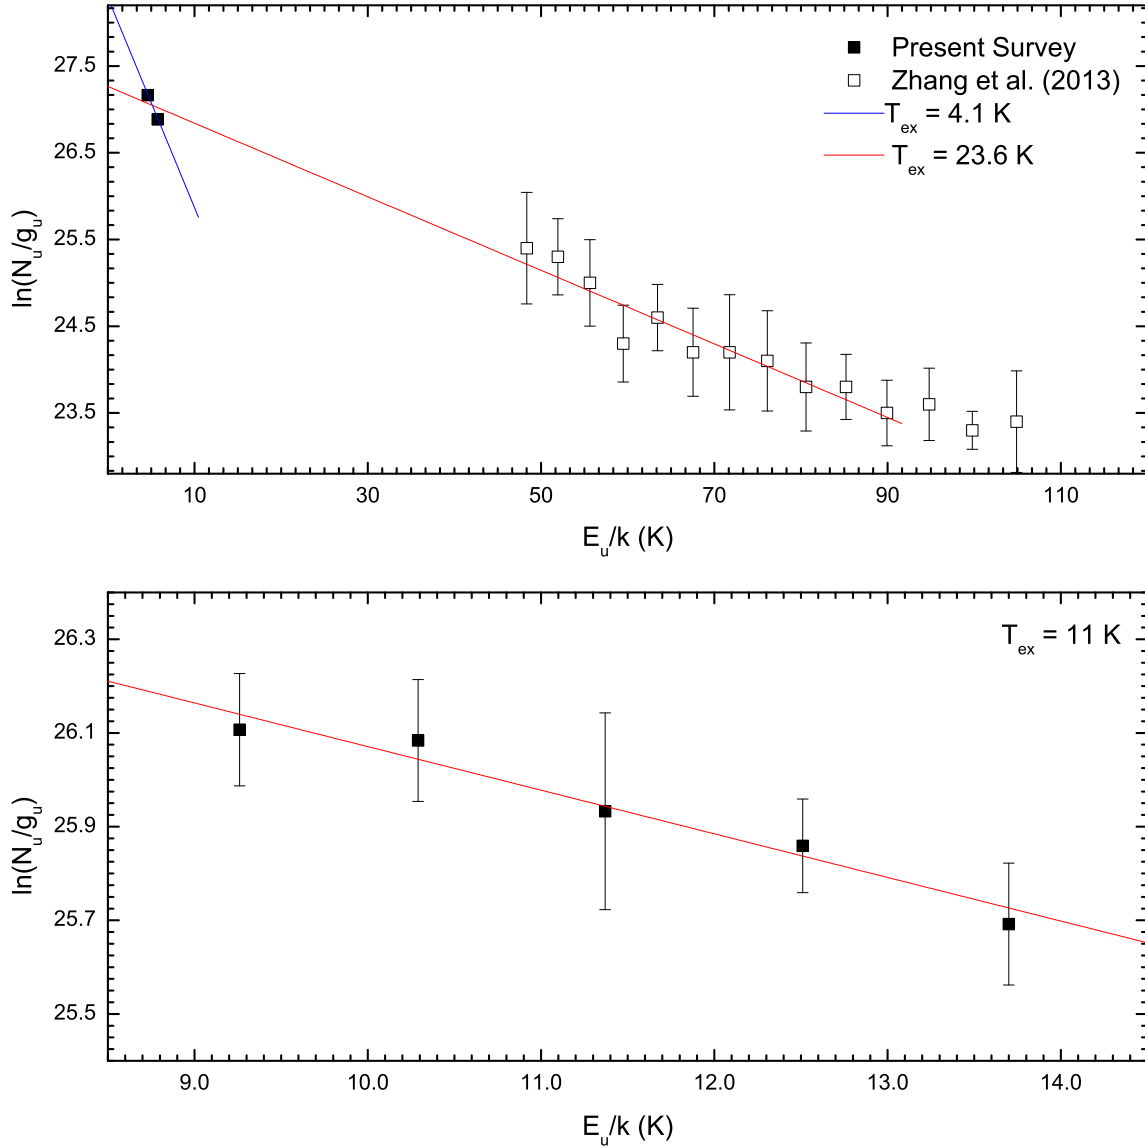 Present Survey
Zhang et al. (2013)
T_ex = 4.1 K
T_ex = 23.6 K
27.5
26.5
25.5
24.5
23.5
ln(N_u/g_u)
10 30 50 70 90 110
E_u/k (K)
T_ex = 11 K
26.3
26.1
25.9
25.7
25.5
ln(N_u/g_u)
9.0 10.0 11.0 12.0 13.0 14.0
E_u/k (K)